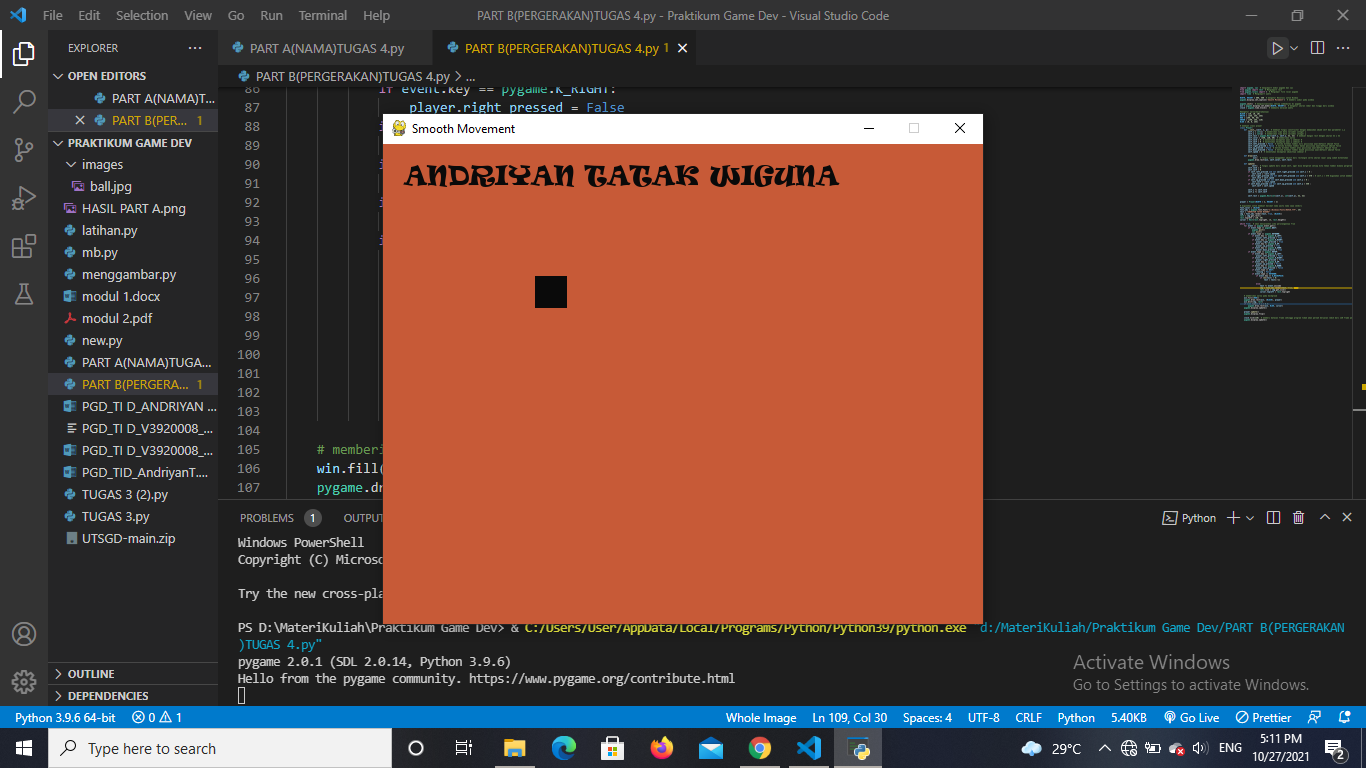 File Edit Selection View Go Run Terminal Help
PART B(PERGERAKAN)TUGAS 4.py - Praktikum Game Dev - Visual Studio Code
EXPLORER
PART A(NAMA)TUGAS 4.py
PART B(PERGERAKAN)TUGAS 4.py 1
OPEN EDITORS
PART A(NAMA)T...
PART B(PER... 1
PRAKTIKUM GAME DEV
images
ball.jpg
HASIL PART A.png
latihan.py
mb.py
menggambar.py
modul 1.docx
modul 2.pdf
new.py
PART A(NAMA)TUGA...
PART B(PERGERA... 1
PGD_TI D_ANDRIYAN ...
PGD_TI D_V3920008_...
PGD_TI D_V3920008_...
PGD_TID_AndriyanT....
TUGAS 3 (2).py
TUGAS 3.py
UTSGD-main.zip
OUTLINE
DEPENDENCIES
PART B(PERGERAKAN)TUGAS 4.py > ...
86 if event.key == pygame.K_RIGHT:
87 player.right_pressed = False
88
89
90
91
92
93
94
95
96
97
98
99
100
101
102
103
104
105 # memberi
106 win.fill(
107 pygame.dr
Smooth Movement
ANDRIYAN TATAK WIGUNA
PROBLEMS 1 OUTPUT
Python
Windows PowerShell
Copyright (C) Microso
Try the new cross-pla
PS D:\MateriKuliah\Praktikum Game Dev> & C:/Users/User/AppData/Local/Programs/Python/Python39/python.exe d:/MateriKuliah/Praktikum Game Dev/PART B(PERGERAKAN
)TUGAS 4.py"
pygame 2.0.1 (SDL 2.0.14, Python 3.9.6)
Hello from the pygame community. https://www.pygame.org/contribute.html
Activate Windows
Go to Settings to activate Windows.
Python 3.9.6 64-bit 0 1 Whole Image Ln 109, Col 30 Spaces: 4 UTF-8 CRLF Python 5.40KB Go Live Prettier
Type here to search
29°C ENG 5:11 PM
10/27/2021 2